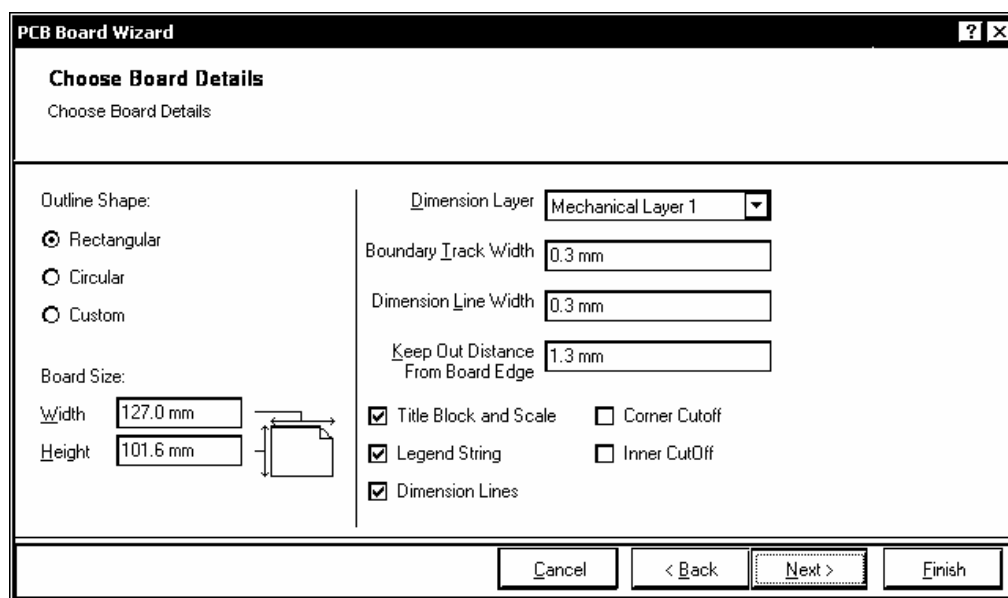 PCB Board Wizard
Choose Board Details
Choose Board Details
Outline Shape:
Rectangular
Circular
Custom
Board Size:
Width 127.0 mm
Height 101.6 mm
Dimension Layer Mechanical Layer 1
Boundary Track Width 0.3 mm
Dimension Line Width 0.3 mm
Keep Out Distance
From Board Edge 1.3 mm
Title Block and Scale Corner Cutoff
Legend String Inner CutOff
Dimension Lines
Cancel < Back Next > Finish